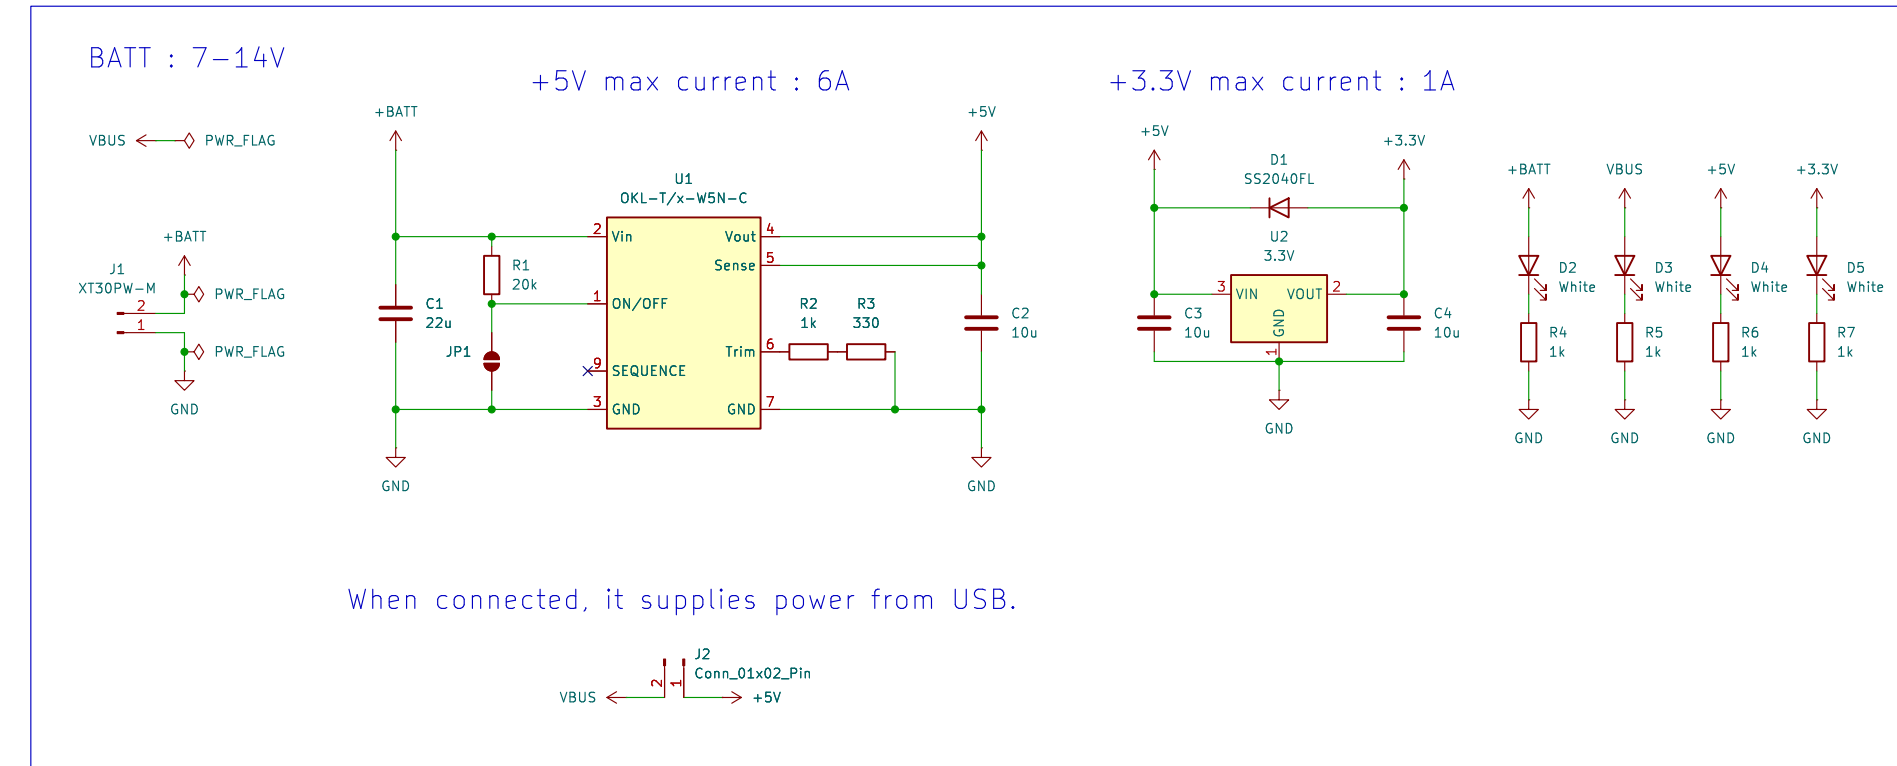 BATT : 7-14V
+5V max current : 6A
+3.3V max current : 1A
VBUS
PWR_FLAG
+BATT
J1
XT30PW-M
2
1
PWR_FLAG
PWR_FLAG
GND
+BATT
C1
22u
GND
R1
20k
JP1
U1
OKL-T/x-W5N-C
2
Vin
1
ON/OFF
9
SEQUENCE
3
GND
Vout
4
Sense
5
Trim
6
GND
7
R2
1k
R3
330
+5V
C2
10u
GND
+5V
D1
SS2040FL
+3.3V
U2
3.3V
3
VIN
VOUT
2
GND
1
C3
10u
C4
10u
GND
+BATT
D2
White
R4
1k
GND
VBUS
D3
White
R5
1k
GND
+5V
D4
White
R6
1k
GND
+3.3V
D5
White
R7
1k
GND
When connected, it supplies power from USB.
J2
Conn_01x02_Pin
2
1
VBUS
+5V